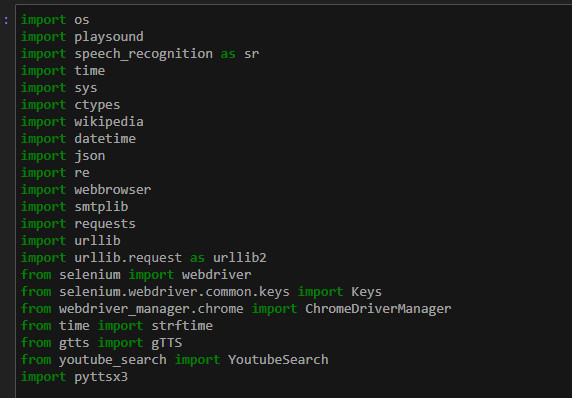 :
import os
import playsound
import speech_recognition as sr
import time
import sys
import ctypes
import wikipedia
import datetime
import json
import re
import webbrowser
import smtplib
import requests
import urllib
import urllib.request as urllib2
from selenium import webdriver
from selenium.webdriver.common.keys import Keys
from webdriver_manager.chrome import ChromeDriverManager
from time import strftime
from gtts import gTTS
from youtube_search import YoutubeSearch
import pyttsx3